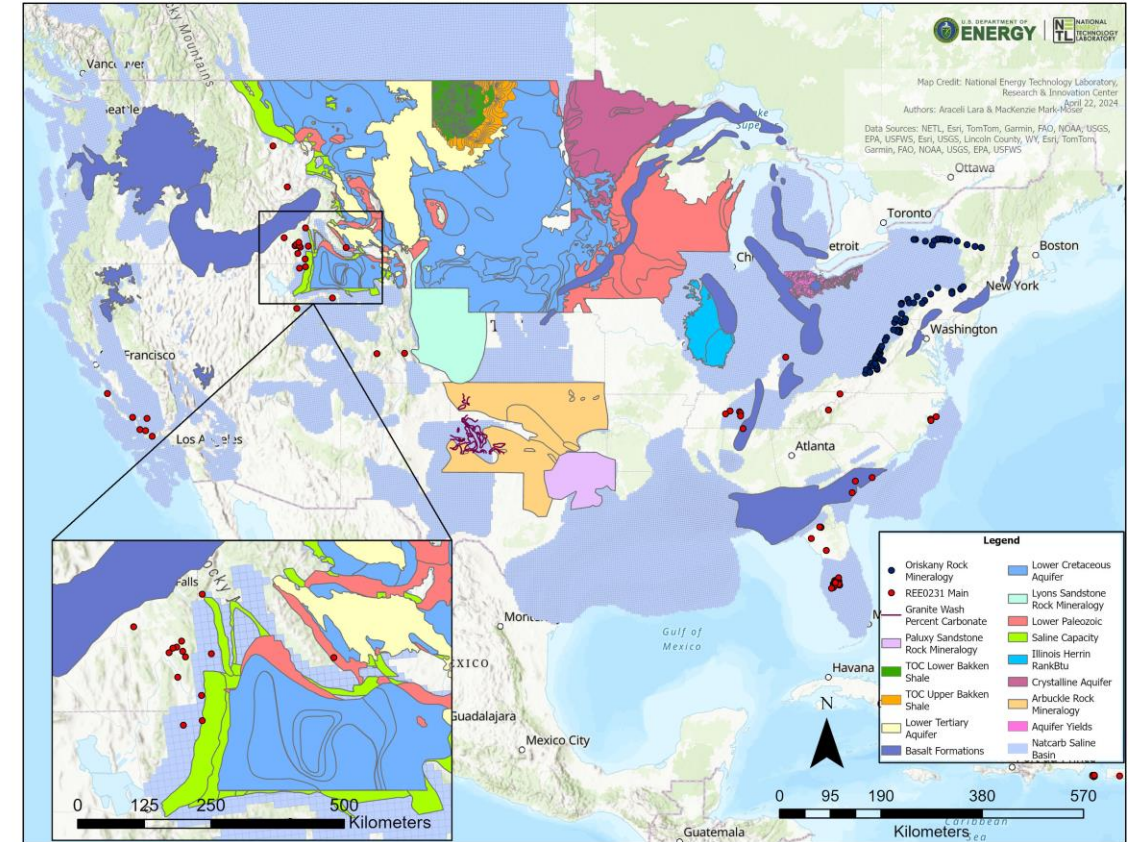 Rocky Mountains
U.S. DEPARTMENT OF
ENERGY
NETL
NATIONAL
ENERGY
TECHNOLOGY
LABORATORY
Map Credit: National Energy Technology Laboratory,
Research & Innovation Center
April 22, 2024
Authors: Araceli Lara & MacKenzie Mark-Moser
Data Sources: NETL, Esri, TomTom, Garmin, FAO, NOAA, USGS,
EPA, USFWS, Esri, USGS, Lincoln County, WY, Esri, TomTom,
Garmin, FAO, NOAA, USGS, EPA, USFWS
Ottawa
Toronto
etroit
Boston
New York
Washington
Francisco
Atlanta
Gulf of
Mexico
Havana
EXICO
Guadalajara
Mexico City
Guatemala
Caribbean
Sea
N
Falls
0 125 250 500
Kilometers
0 95 190 380 570
Kilometers
Legend
Oriskany Rock
Mineralogy
REE0231 Main
Granite Wash
Percent Carbonate
Paluxy Sandstone
Rock Mineralogy
TOC Lower Bakken
Shale
TOC Upper Bakken
Shale
Lower Tertiary
Aquifer
Basalt Formations
Lower Cretaceous
Aquifer
Lyons Sandstone
Rock Mineralogy
Lower Paleozoic
Saline Capacity
Illinois Herrin
RankBtu
Crystalline Aquifer
Arbuckle Rock
Mineralogy
Aquifer Yields
Natcarb Saline
Basin